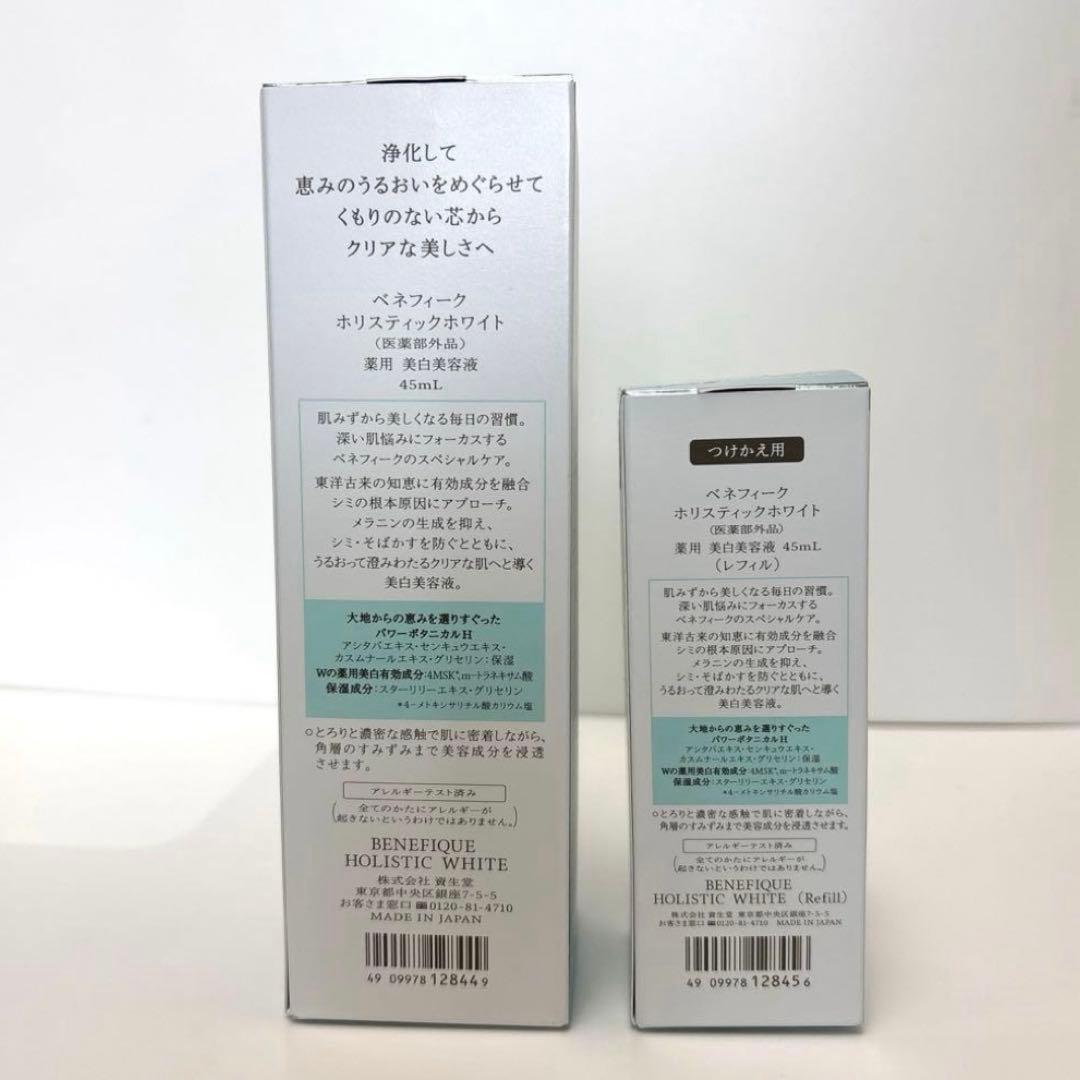 浄化して
恵みのうるおいをめぐらせて
くもりのない芯から
クリアな美しさへ
ベネフィーク
ホリスティックホワイト
（医薬部外品）
薬用 美白美容液
45mL
肌みずから美しくなる毎日の習慣。
深い肌悩みにフォーカスする
ベネフィークのスペシャルケア。
東洋古来の知恵に有効成分を融合
シミの根本原因にアプローチ。
メラニンの生成を抑え、
シミ・そばかすを防ぐとともに、
うるおって澄みわたるクリアな肌へと導く
美白美容液。
大地からの恵みを選りすぐった
パワーボタニカルH
アシタバエキス・センキュウエキス・
カスムナールエキス・グリセリン：保湿
Wの薬用美白有効成分：4MSK*,m-トラネキサム酸
保湿成分：スターリリーエキス・グリセリン
*4-メトキシサリチル酸カリウム塩
○とろりと濃密な感触で肌に密着しながら、
角層のすみずみまで美容成分を浸透
させます。
アレルギーテスト済み
（全てのかたにアレルギーが
起きないというわけではありません。）
BENEFIQUE
HOLISTIC WHITE
株式会社 資生堂
東京都中央区銀座7-5-5
お客さま窓口 0120-81-4710
MADE IN JAPAN
49 09978 128449
つけかえ用
ベネフィーク
ホリスティックホワイト
（医薬部外品）
薬用 美白美容液 45mL
（レフィル）
肌みずから美しくなる毎日の習慣。
深い肌悩みにフォーカスする
ベネフィークのスペシャルケア。
東洋古来の知恵に有効成分を融合
シミの根本原因にアプローチ。
メラニンの生成を抑え、
シミ・そばかすを防ぐとともに、
うるおって澄みわたるクリアな肌へと導く
美白美容液。
大地からの恵みを選りすぐった
パワーボタニカルH
アシタバエキス・センキュウエキス・
カスムナールエキス・グリセリン：保湿
Wの薬用美白有効成分：4MSK*,m-トラネキサム酸
保湿成分：スターリリーエキス・グリセリン
*4-メトキシサリチル酸カリウム塩
○とろりと濃密な感触で肌に密着しながら、
角層のすみずみまで美容成分を浸透させます。
アレルギーテスト済み
（全てのかたにアレルギーが
起きないというわけではありません。）
BENEFIQUE
HOLISTIC WHITE （Refill）
株式会社 資生堂 東京都中央区銀座7-5-5
お客さま窓口 0120-81-4710 MADE IN JAPAN
49 09978 128456